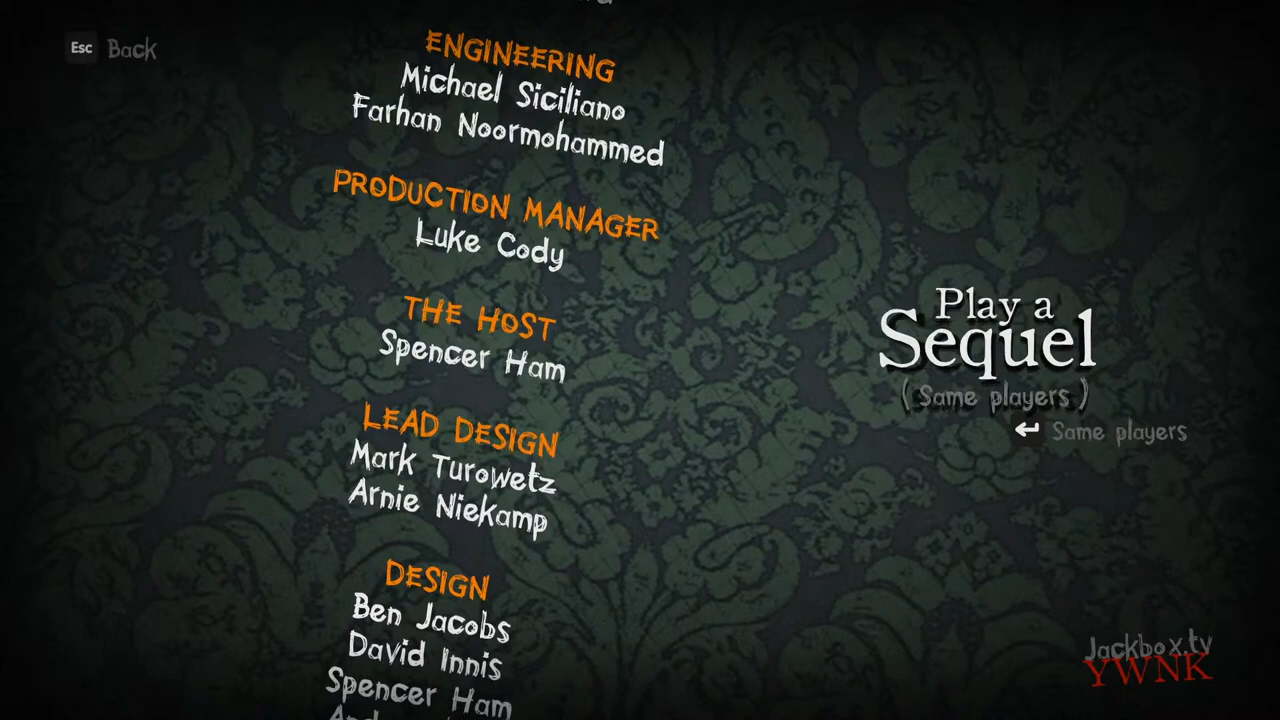 Esc Back
ENGINEERING
Michael Siciliano
Farhan Noormohammed
PRODUCTION MANAGER
Luke Cody
THE HOST
Spencer Ham
LEAD DESIGN
Mark Turowetz
Arnie Niekamp
DESIGN
Ben Jacobs
David Innis
Spencer Ham
Play a
Sequel
( Same players )
Same players
Jackbox.tv
YWNK